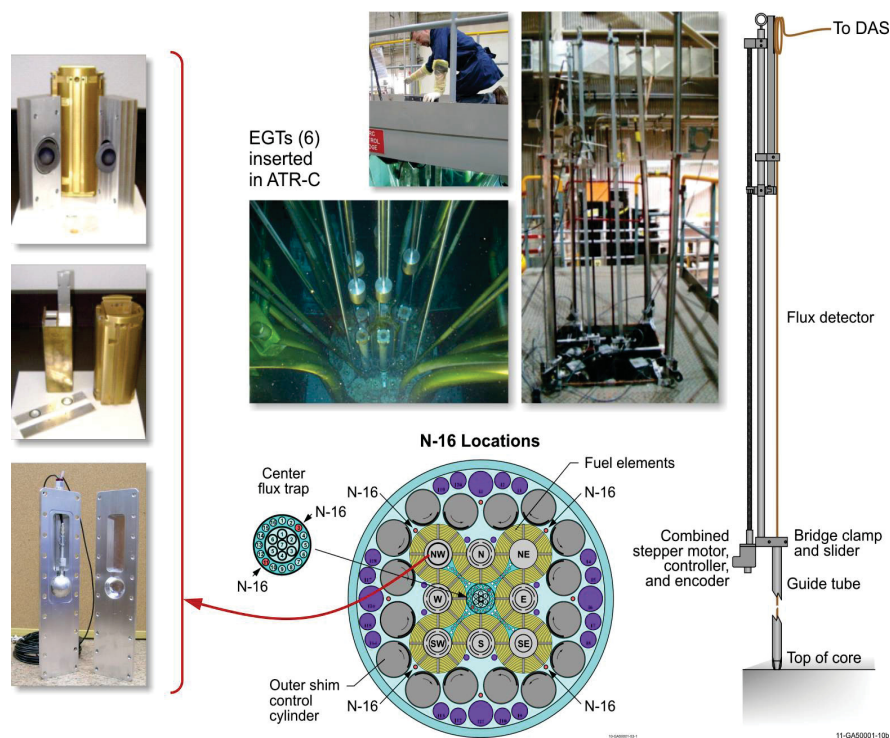 To DAS
EGTs (6)
inserted
in ATR-C
Flux detector
N-16 Locations
Center
flux trap
N-16
N-16
N-16
Fuel elements
N-16
NW
N
NE
W
E
SW
S
SE
Combined
stepper motor,
controller,
and encoder
Bridge clamp
and slider
Guide tube
Top of core
Outer shim
control
cylinder
N-16
N-16
11-GA50001-10b